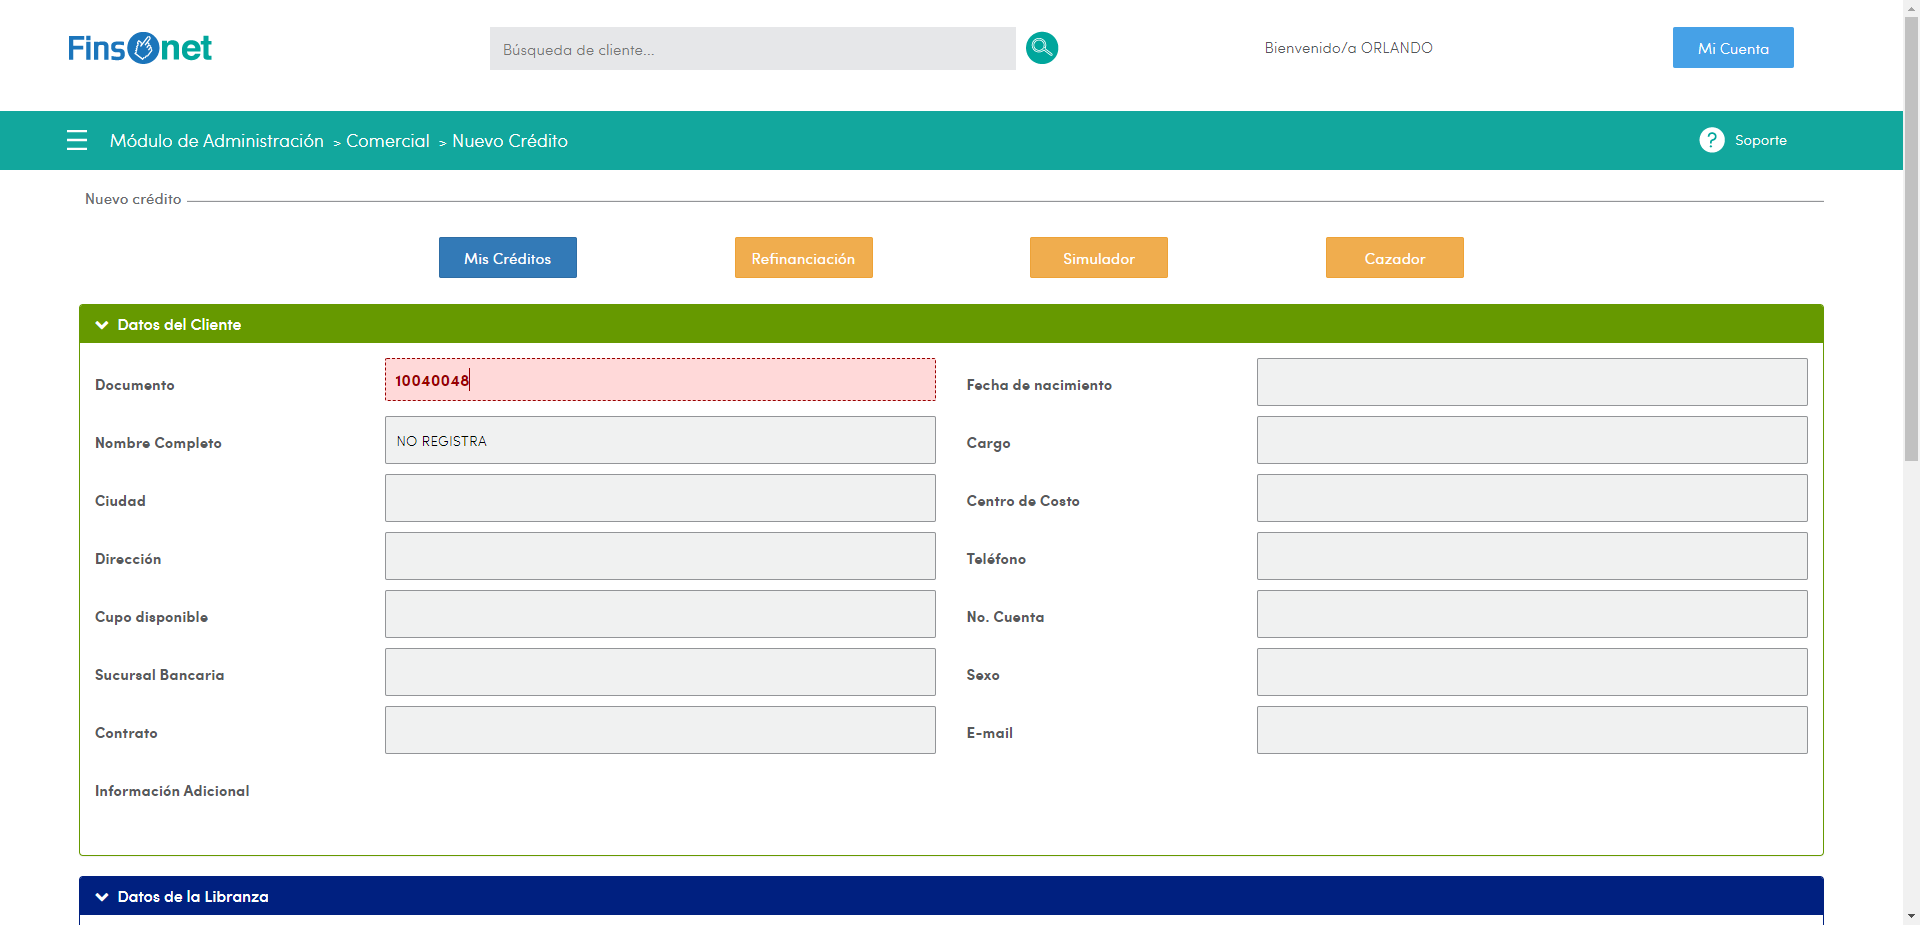 Finsonet
Búsqueda de cliente...
Bienvenido/a ORLANDO
Mi Cuenta
Módulo de Administración > Comercial > Nuevo Crédito
? Soporte
Nuevo crédito
Mis Créditos
Refinanciación
Simulador
Cazador
Datos del Cliente
Documento
10040048
Fecha de nacimiento
Nombre Completo
NO REGISTRA
Cargo
Ciudad
Centro de Costo
Dirección
Teléfono
Cupo disponible
No. Cuenta
Sucursal Bancaria
Sexo
Contrato
E-mail
Información Adicional
Datos de la Libranza